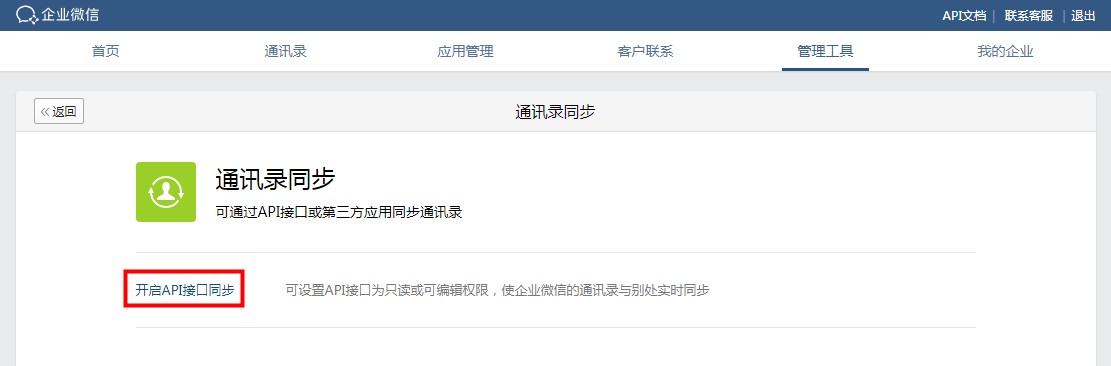 企业微信
API文档 | 联系客服 | 退出
首页 通讯录 应用管理 客户联系 管理工具 我的企业
«返回 通讯录同步
通讯录同步
可通过API接口或第三方应用同步通讯录
开启API接口同步 可设置API接口为只读或可编辑权限，使企业微信的通讯录与别处实时同步